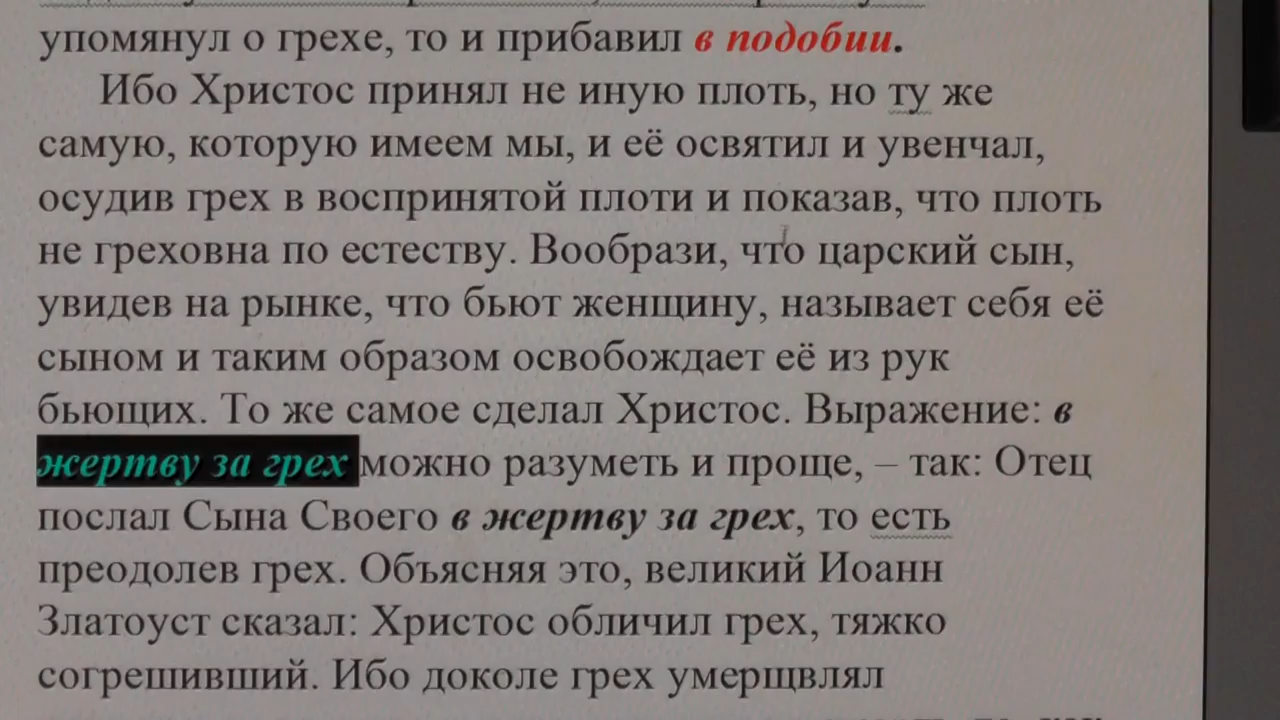 упомянул о грехе, то и прибавил в подобии.
Ибо Христос принял не иную плоть, но ту же
самую, которую имеем мы, и её освятил и увенчал,
осудив грех в воспринятой плоти и показав, что плоть
не греховна по естеству. Вообрази, что царский сын,
увидев на рынке, что бьют женщину, называет себя её
сыном и таким образом освобождает её из рук
бьющих. То же самое сделал Христос. Выражение: в
жертву за грех можно разуметь и проще, – так: Отец
послал Сына Своего в жертву за грех, то есть
преодолев грех. Объясняя это, великий Иоанн
Златоуст сказал: Христос обличил грех, тяжко
согрешивший. Ибо доколе грех умерщвлял